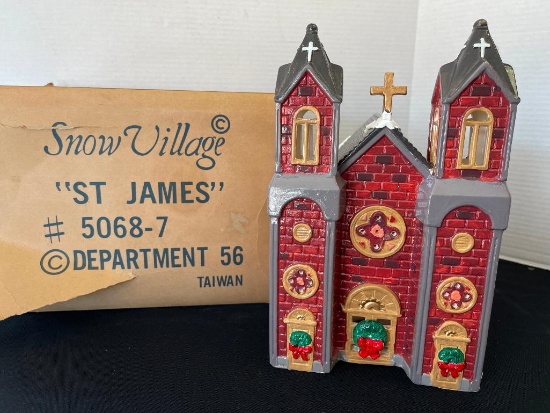 Snow Village ©
"ST JAMES"
# 5068-7
© DEPARTMENT 56
TAIWAN